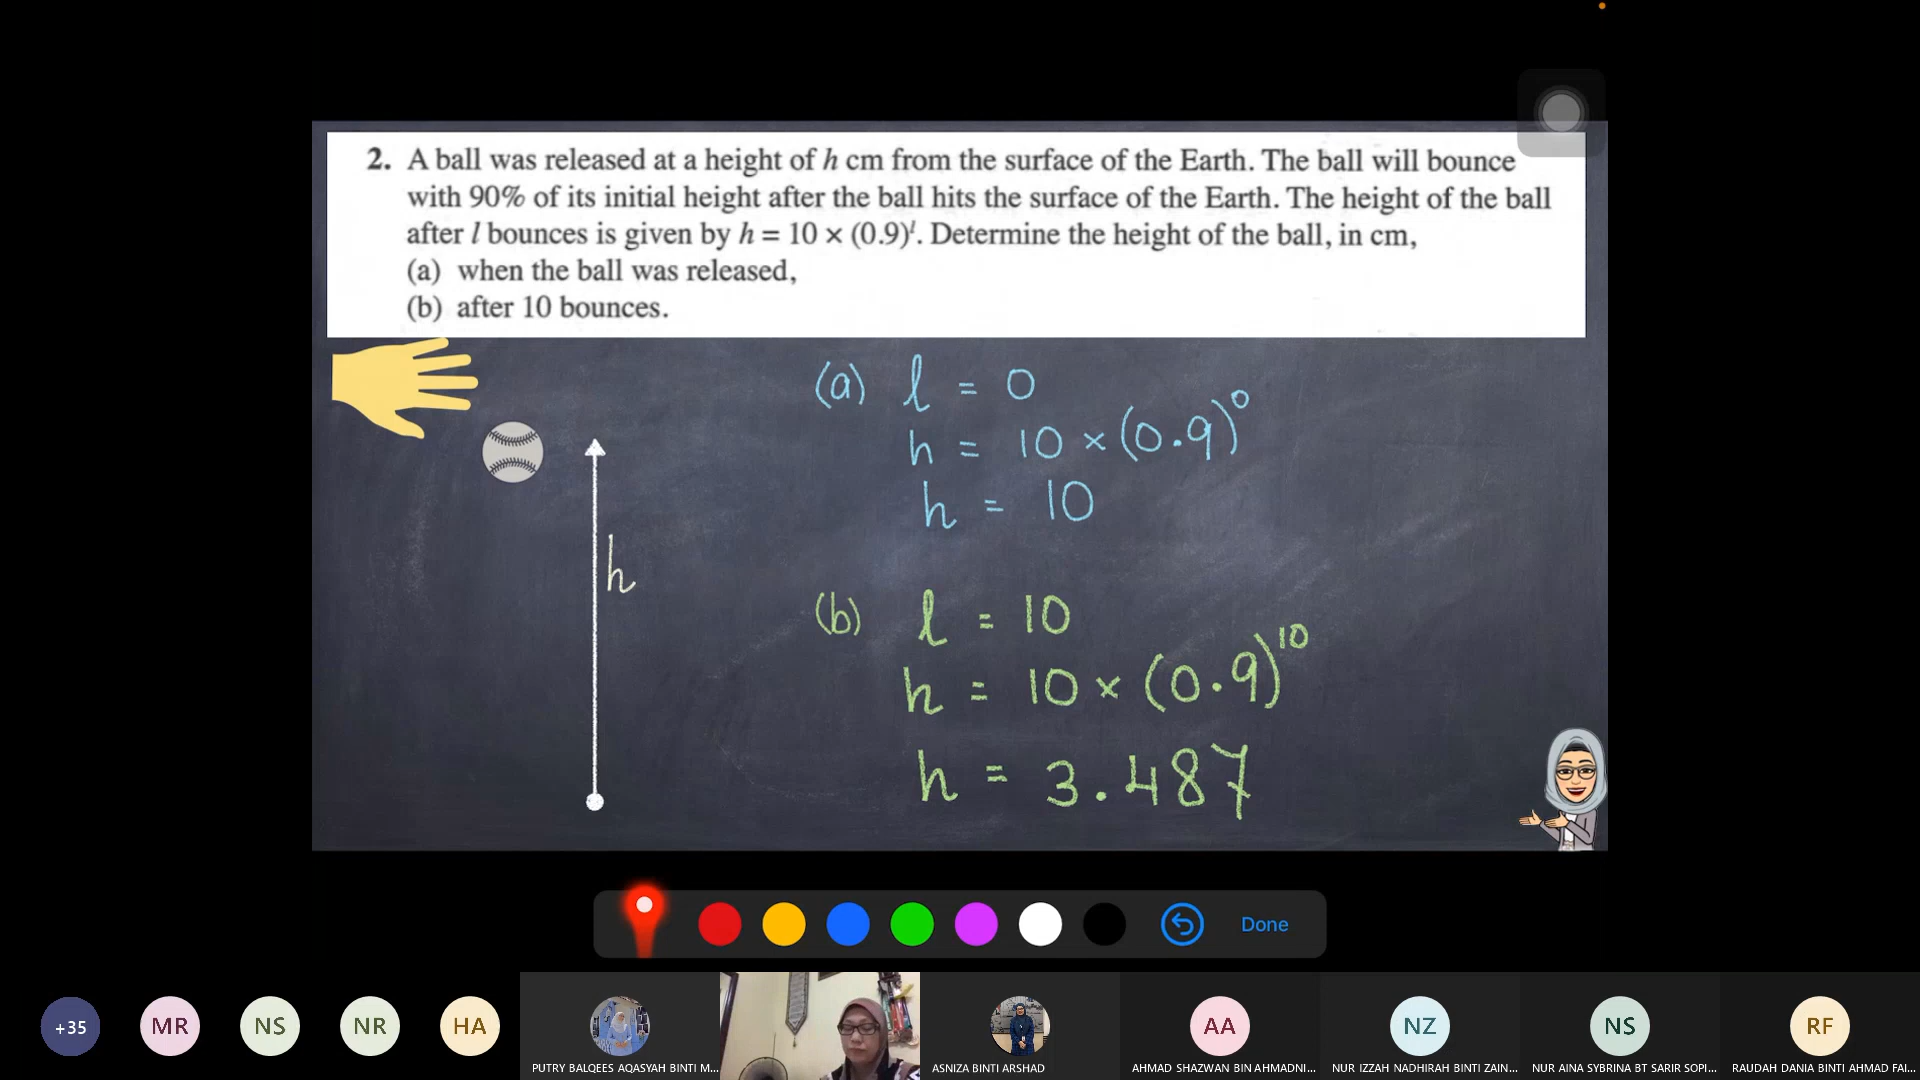 2. A ball was released at a height of h cm from the surface of the Earth. The ball will bounce
with 90% of its initial height after the ball hits the surface of the Earth. The height of the ball
after l bounces is given by h = 10 × (0.9)ˡ. Determine the height of the ball, in cm,
(a) when the ball was released,
(b) after 10 bounces.
(a) l = 0
h = 10 × (0.9)⁰
h = 10
h
(b) l = 10
h = 10 × (0.9)¹⁰
h = 3.487
Done
+35
MR
NS
NR
HA
AA
NZ
NS
RF
PUTRY BALQEES AQASYAH BINTI M...
ASNIZA BINTI ARSHAD
AHMAD SHAZWAN BIN AHMADNI...
NUR IZZAH NADHIRAH BINTI ZAIN...
NUR AINA SYBRINA BT SARIR SOPI...
RAUDAH DANIA BINTI AHMAD FAI...